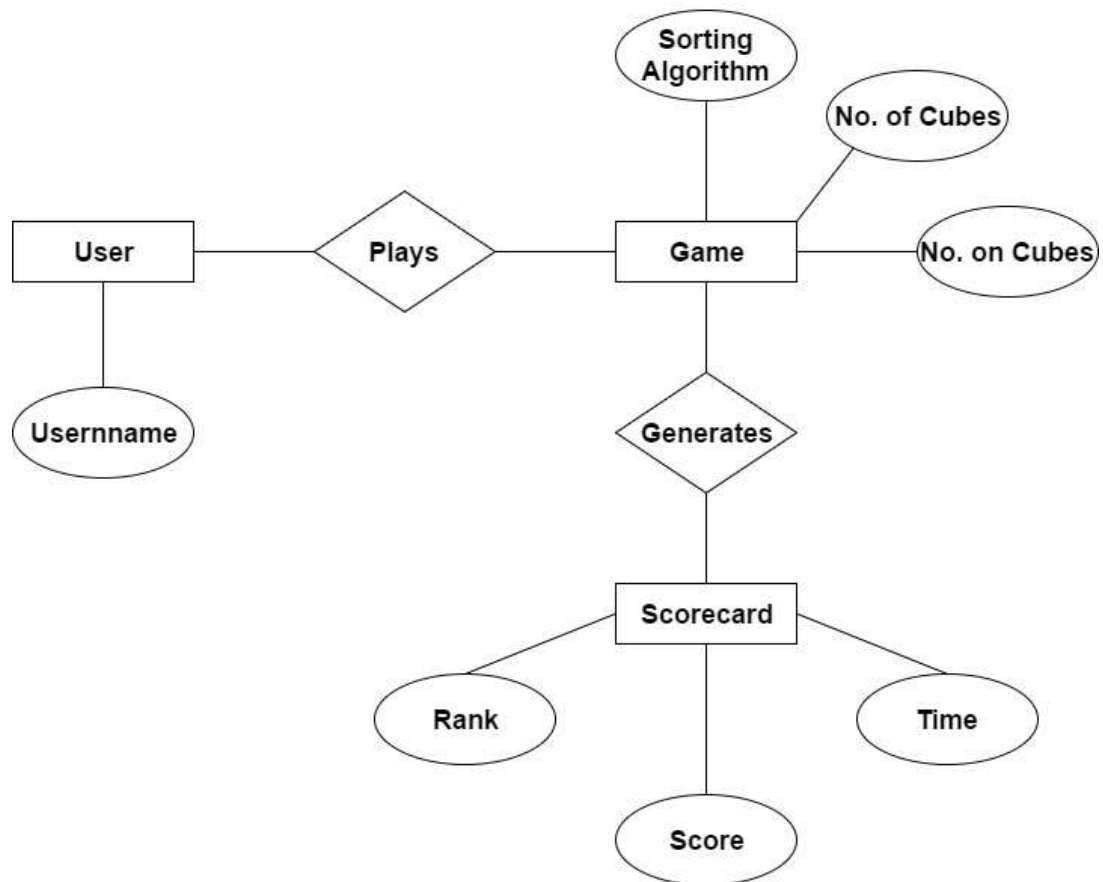 Sorting
Algorithm
No. of Cubes
User
Plays
Game
No. on Cubes
Usernname
Generates
Scorecard
Rank
Time
Score